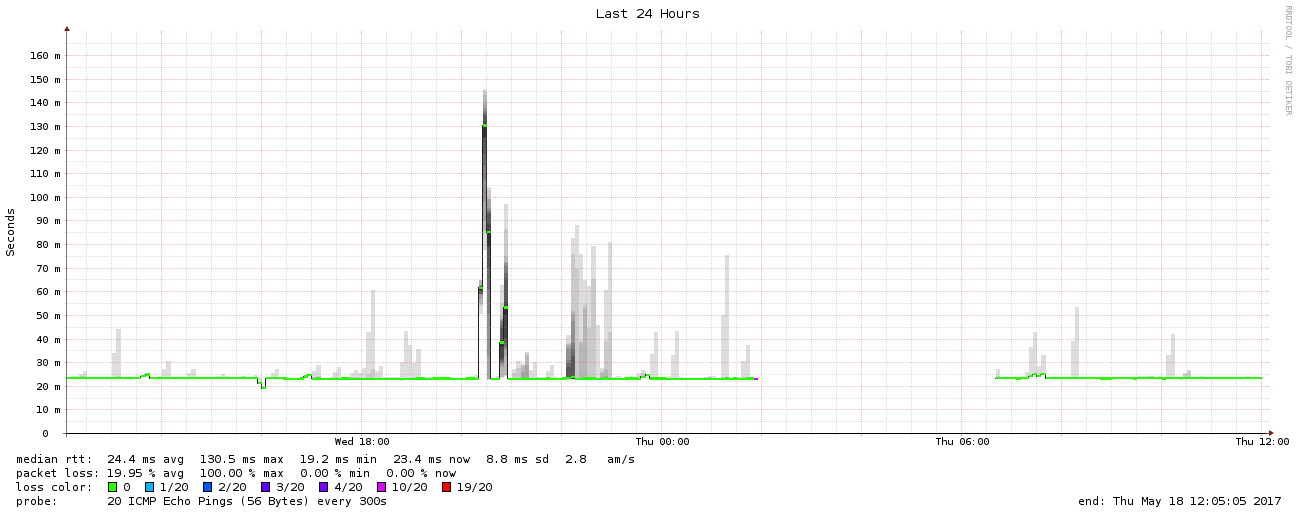 Last 24 Hours
RRDTOOL / TOBI OETIKER
Seconds
160 m
150 m
140 m
130 m
120 m
110 m
100 m
90 m
80 m
70 m
60 m
50 m
40 m
30 m
20 m
10 m
0
Wed 18:00 Thu 00:00 Thu 06:00 Thu 12:00
median rtt: 24.4 ms avg 130.5 ms max 19.2 ms min 23.4 ms now 8.8 ms sd 2.8 am/s
packet loss: 19.95 % avg 100.00 % max 0.00 % min 0.00 % now
loss color: 0 1/20 2/20 3/20 4/20 10/20 19/20
probe: 20 ICMP Echo Pings (56 Bytes) every 300s end: Thu May 18 12:05:05 2017